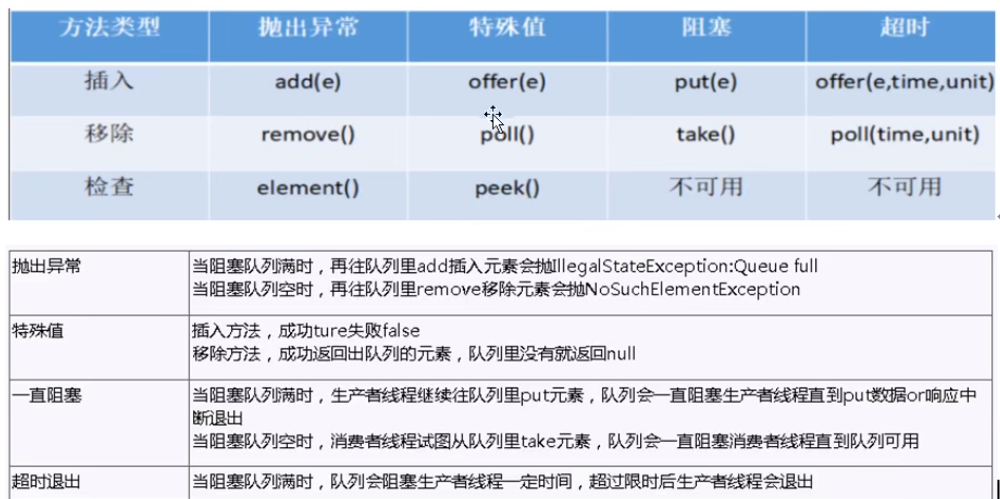 方法类型 抛出异常 特殊值 阻塞 超时
插入 add(e) offer(e) put(e) offer(e,time,unit)
移除 remove() poll() take() poll(time,unit)
检查 element() peek() 不可用 不可用
抛出异常 当阻塞队列满时，再往队列里add插入元素会抛IllegalStateException:Queue full
当阻塞队列空时，再往队列里remove移除元素会抛NoSuchElementException
特殊值 插入方法，成功ture失败false
移除方法，成功返回出队列的元素，队列里没有就返回null
一直阻塞 当阻塞队列满时，生产者线程继续往队列里put元素，队列会一直阻塞生产者线程直到put数据or响应中
断退出
当阻塞队列空时，消费者线程试图从队列里take元素，队列会一直阻塞消费者线程直到队列可用
超时退出 当阻塞队列满时，队列会阻塞生产者线程一定时间，超过限时后生产者线程会退出